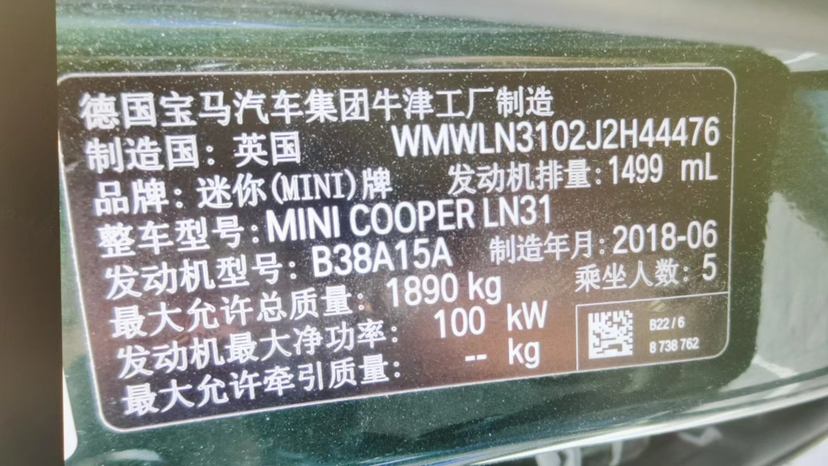 德国宝马汽车集团牛津工厂制造
制造国：英国 WMWLN3102J2H44476
品牌：迷你(MINI)牌 发动机排量：1499 mL
整车型号：MINI COOPER LN31
发动机型号：B38A15A 制造年月：2018-06
最大允许总质量：1890 kg 乘坐人数：5
发动机最大净功率：100 kW
最大允许牵引质量：-- kg
B22 / 6
8 738 762